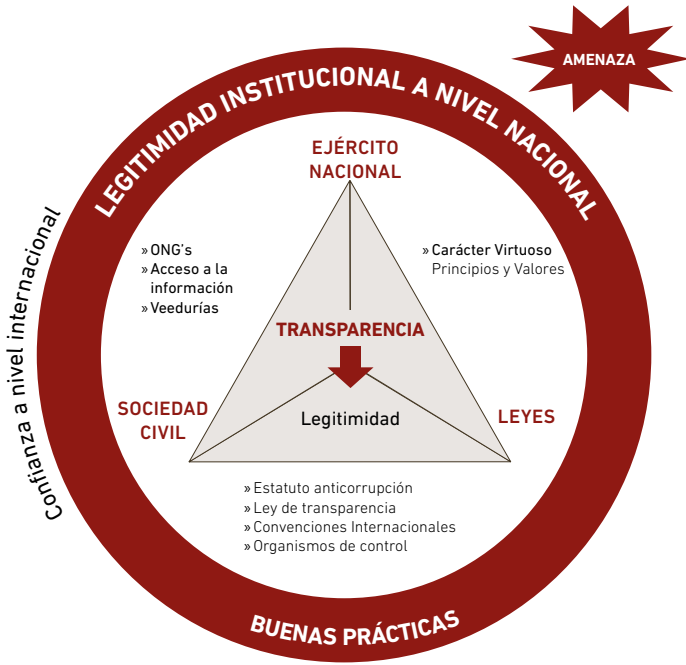 AMENAZA
LEGITIMIDAD INSTITUCIONAL A NIVEL NACIONAL
Confianza a nivel internacional
EJÉRCITO
NACIONAL
» ONG's
» Acceso a la
información
» Veedurías
» Carácter Virtuoso
Principios y Valores
TRANSPARENCIA
SOCIEDAD
CIVIL
Legitimidad
LEYES
» Estatuto anticorrupción
» Ley de transparencia
» Convenciones Internacionales
» Organismos de control
BUENAS PRÁCTICAS